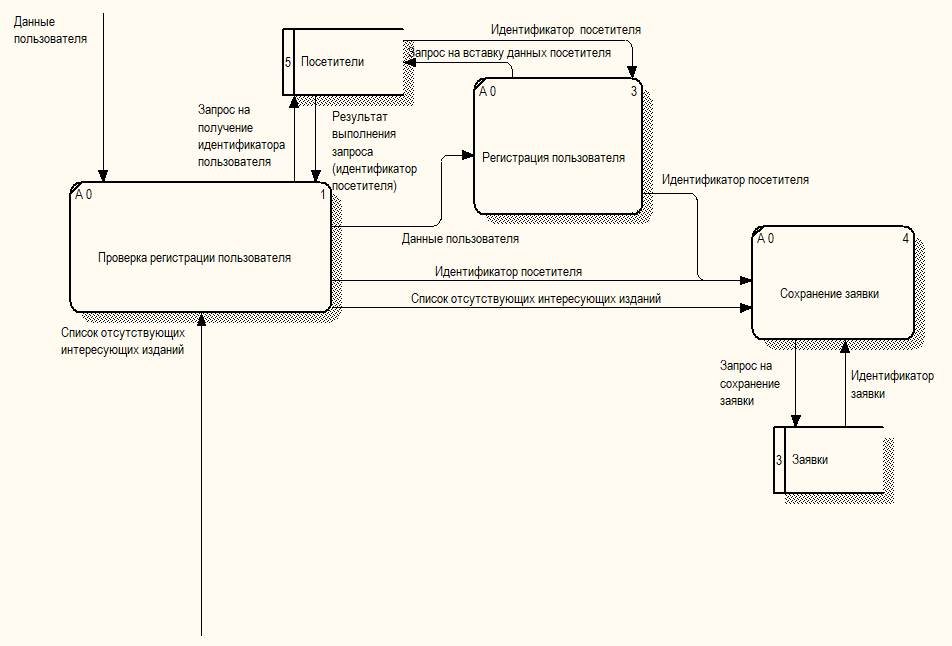 Данные
пользователя
Идентификатор посетителя
Запрос на вставку данных посетителя
5
Посетители
А 0
3
Запрос на
получение
идентификатора
пользователя
Результат
выполнения
запроса
(идентификатор
посетителя)
Регистрация пользователя
Идентификатор посетителя
А 0
1
Данные пользователя
А 0
4
Проверка регистрации пользователя
Идентификатор посетителя
Список отсутствующих интересующих изданий
Сохранение заявки
Список отсутствующих
интересующих изданий
Запрос на
сохранение
заявки
Идентификатор
заявки
3
Заявки